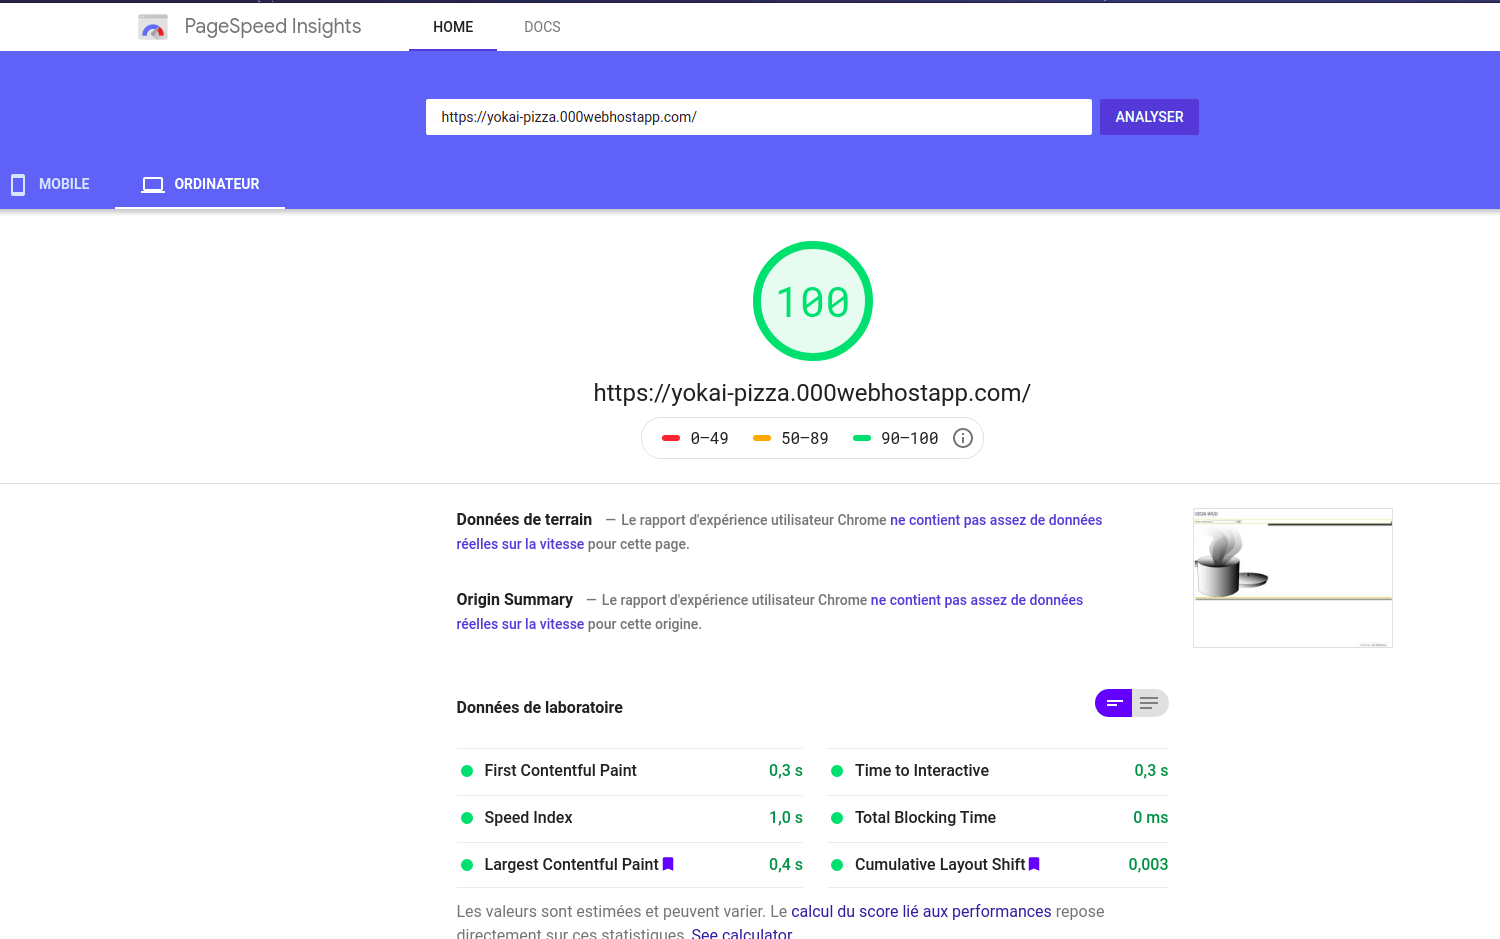 PageSpeed Insights
HOME
DOCS
https://yokai-pizza.000webhostapp.com/
ANALYSER
MOBILE
ORDINATEUR
100
https://yokai-pizza.000webhostapp.com/
0–49
50–89
90–100
Données de terrain — Le rapport d'expérience utilisateur Chrome ne contient pas assez de données
réelles sur la vitesse pour cette page.
Origin Summary — Le rapport d'expérience utilisateur Chrome ne contient pas assez de données
réelles sur la vitesse pour cette origine.
Données de laboratoire
First Contentful Paint 0,3 s
Time to Interactive 0,3 s
Speed Index 1,0 s
Total Blocking Time 0 ms
Largest Contentful Paint 0,4 s
Cumulative Layout Shift 0,003
Les valeurs sont estimées et peuvent varier. Le calcul du score lié aux performances repose
directement sur ces statistiques. See calculator.